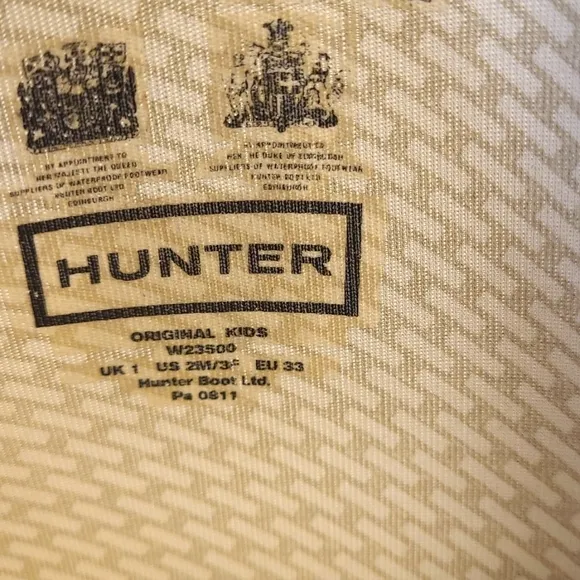 BY APPOINTMENT TO
HER MAJESTY THE QUEEN
SUPPLIERS OF WATERPROOF FOOTWEAR
HUNTER BOOT LTD
EDINBURGH
BY APPOINTMENT TO
HRH THE DUKE OF EDINBURGH
SUPPLIERS OF WATERPROOF FOOTWEAR
HUNTER BOOT LTD
EDINBURGH
HUNTER
ORIGINAL KIDS
W23500
UK 1 US 2M/3F EU 33
Hunter Boot Ltd.
Pa 0811